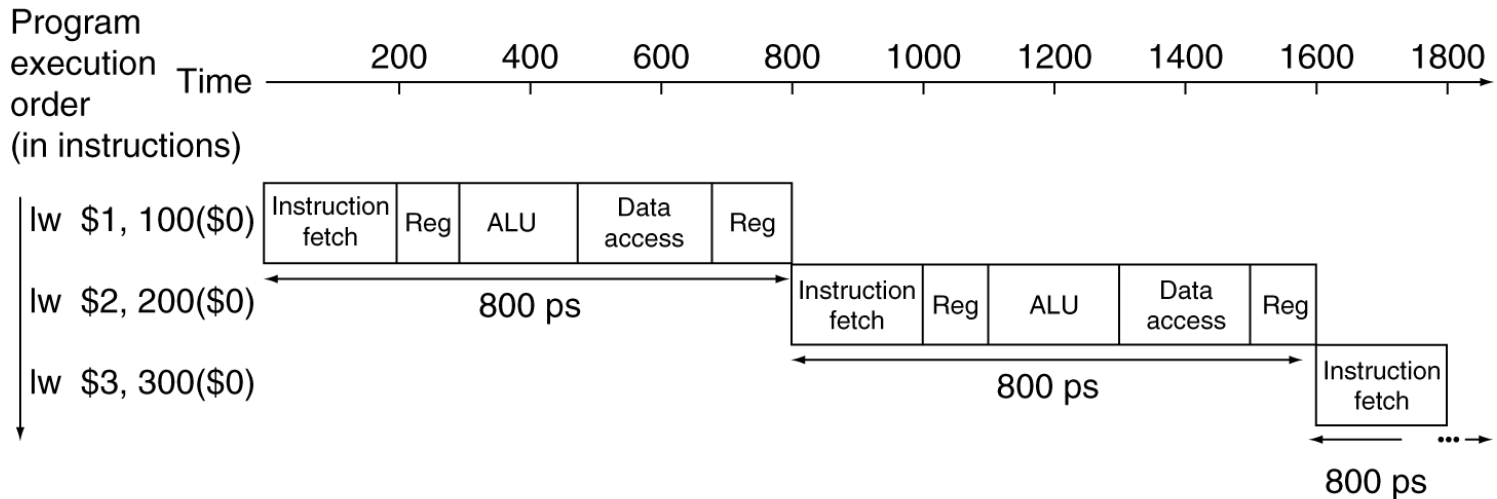 Program
execution
order
(in instructions)
Time
200 400 600 800 1000 1200 1400 1600 1800
lw $1, 100($0)
Instruction
fetch
Reg
ALU
Data
access
Reg
800 ps
lw $2, 200($0)
Instruction
fetch
Reg
ALU
Data
access
Reg
800 ps
lw $3, 300($0)
Instruction
fetch
...
800 ps